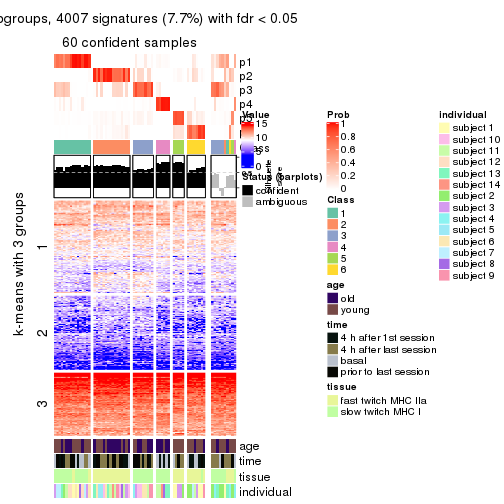 ogroups, 4007 signatures (7.7%) with fdr < 0.05
60 confident samples
p1
p2
p3
p4
p6
k-means with 3 groups
1
2
3
Value
15
10
5
0
Status (barplots)
confident
ambiguous
Prob
1
0.8
0.6
0.4
0.2
0
Class
1
2
3
4
5
6
age
old
young
time
4 h after 1st session
4 h after last session
basal
prior to last session
tissue
fast twitch MHC IIa
slow twitch MHC I
individual
subject 1
subject 10
subject 11
subject 12
subject 13
subject 14
subject 2
subject 3
subject 4
subject 5
subject 6
subject 7
subject 8
subject 9
age
time
tissue
individual